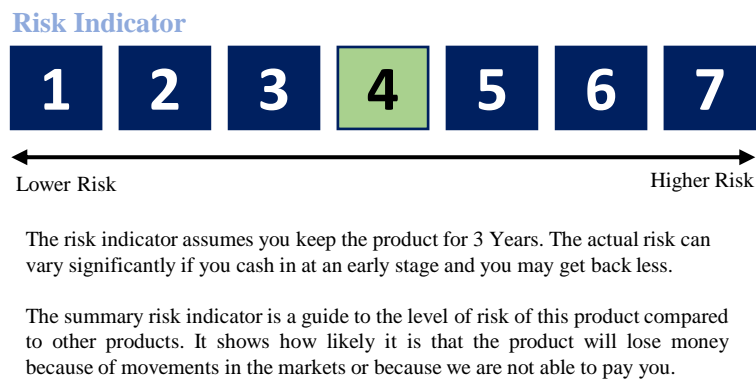 Risk Indicator
1 2 3 4 5 6 7
Lower Risk Higher Risk
The risk indicator assumes you keep the product for 3 Years. The actual risk can
vary significantly if you cash in at an early stage and you may get back less.
The summary risk indicator is a guide to the level of risk of this product compared
to other products. It shows how likely it is that the product will lose money
because of movements in the markets or because we are not able to pay you.